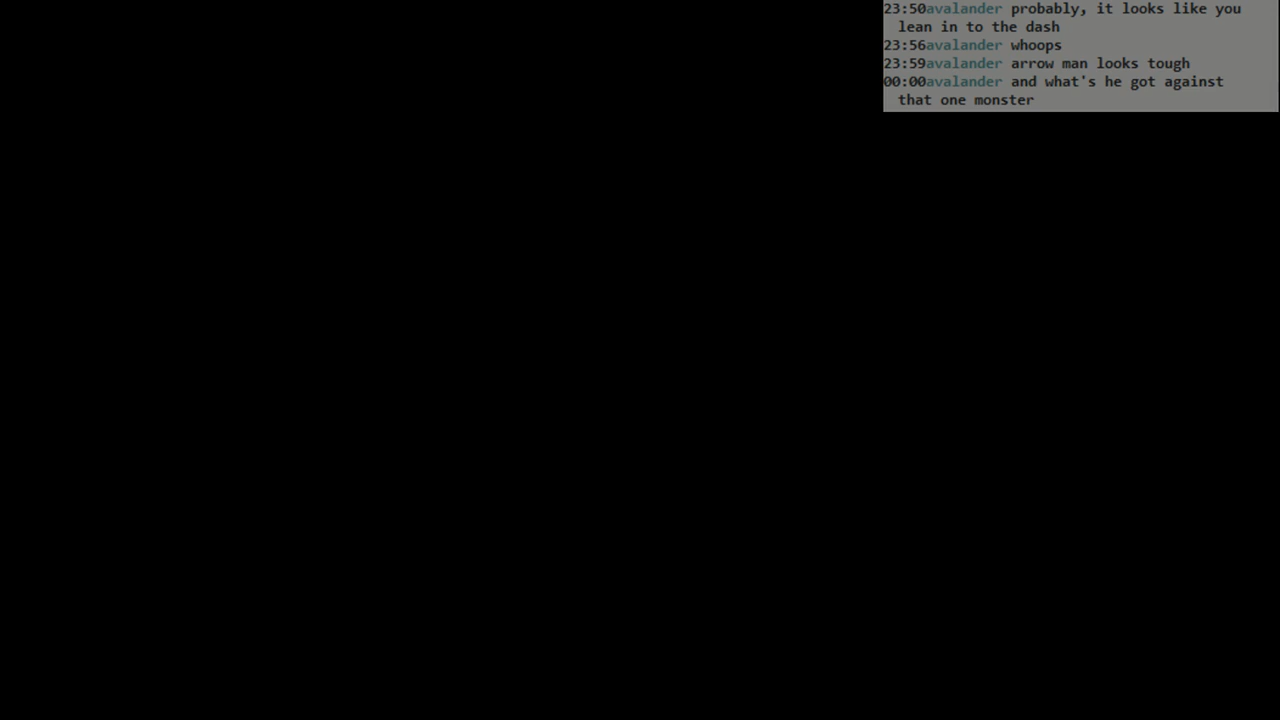 23:50avalander probably, it looks like you
lean in to the dash
23:56avalander whoops
23:59avalander arrow man looks tough
00:00avalander and what's he got against
that one monster